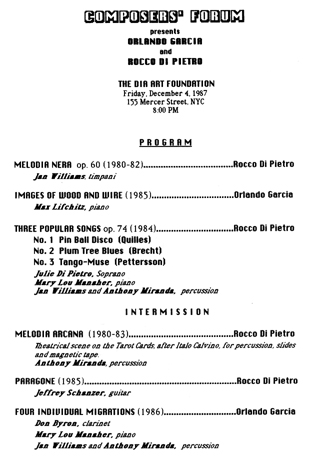 COMPOSERS' FORUM
presents
ORLANDO GARCIA
and
ROCCO DI PIETRO
THE DIA ART FOUNDATION
Friday, December 4, 1987
155 Mercer Street, NYC
8:00 PM
PROGRAM
MELODIA NERA op. 60 (1980-82)....................................Rocco Di Pietro
Jan Williams, timpani
IMAGES OF WOOD AND WIRE (1985)................................Orlando Garcia
Max Lifchitz, piano
THREE POPULAR SONGS op. 74 (1984)..............................Rocco Di Pietro
No. 1 Pin Ball Disco (Quilles)
No. 2 Plum Tree Blues (Brecht)
No. 3 Tango-Muse (Pettersson)
Julie Di Pietro, Soprano
Mary Lou Manaher, piano
Jan Williams and Anthony Miranda, percussion
INTERMISSION
MELODIA ARCANA (1980-83)..........................................Rocco Di Pietro
Theatrical scene on the Tarot Cards, after Italo Calvino, for percussion, slides
and magnetic tape.
Anthony Miranda, percussion
PARAGONE (1985)............................................................Rocco Di Pietro
Jeffrey Schanzer, guitar
FOUR INDIVIDUAL MIGRATIONS (1986)............................Orlando Garcia
Don Byron, clarinet
Mary Lou Manaher, piano
Jan Williams and Anthony Miranda, percussion